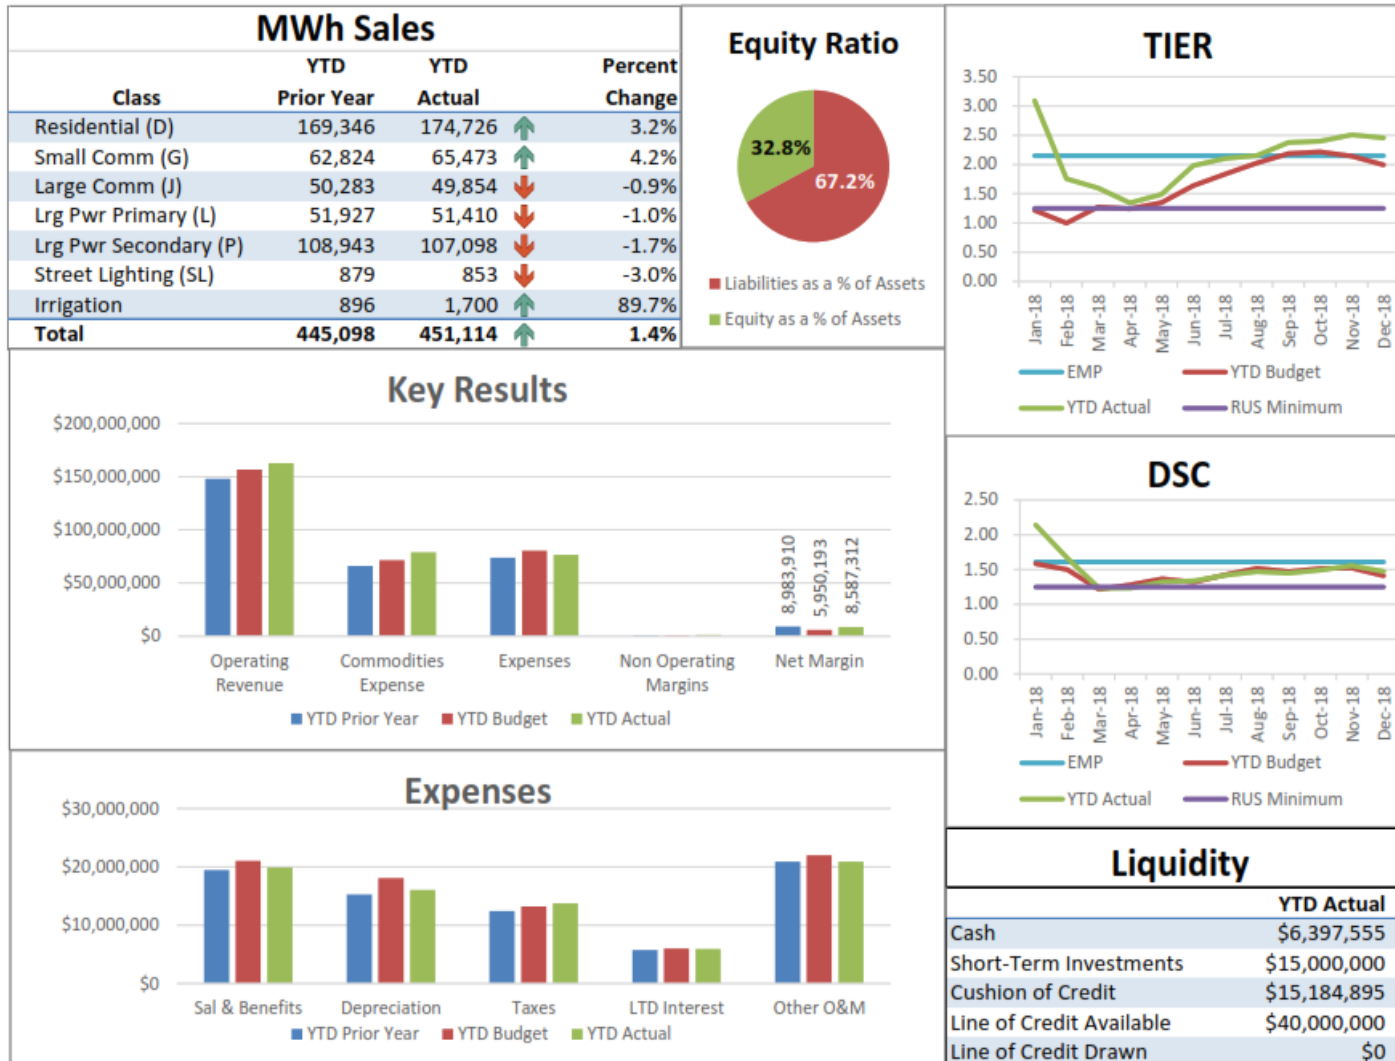 MWh Sales
YTD YTD Percent
Class Prior Year Actual Change
Residential (D) 169,346 174,726 3.2%
Small Comm (G) 62,824 65,473 4.2%
Large Comm (J) 50,283 49,854 -0.9%
Lrg Pwr Primary (L) 51,927 51,410 -1.0%
Lrg Pwr Secondary (P) 108,943 107,098 -1.7%
Street Lighting (SL) 879 853 -3.0%
Irrigation 896 1,700 89.7%
Total 445,098 451,114 1.4%
Equity Ratio
32.8%
67.2%
Liabilities as a % of Assets
Equity as a % of Assets
TIER
3.50
3.00
2.50
2.00
1.50
1.00
0.50
0.00
Jan-18 Feb-18 Mar-18 Apr-18 May-18 Jun-18 Jul-18 Aug-18 Sep-18 Oct-18 Nov-18 Dec-18
EMP YTD Budget
YTD Actual RUS Minimum
Key Results
$200,000,000
$150,000,000
$100,000,000
$50,000,000
$0
8,983,910 5,950,193 8,587,312
Operating Commodities Expenses Non Operating Net Margin
Revenue Expense Margins
YTD Prior Year YTD Budget YTD Actual
DSC
2.50
2.00
1.50
1.00
0.50
0.00
Jan-18 Feb-18 Mar-18 Apr-18 May-18 Jun-18 Jul-18 Aug-18 Sep-18 Oct-18 Nov-18 Dec-18
EMP YTD Budget
YTD Actual RUS Minimum
Expenses
$30,000,000
$20,000,000
$10,000,000
$0
Sal & Benefits Depreciation Taxes LTD Interest Other O&M
YTD Prior Year YTD Budget YTD Actual
Liquidity
YTD Actual
Cash $6,397,555
Short-Term Investments $15,000,000
Cushion of Credit $15,184,895
Line of Credit Available $40,000,000
Line of Credit Drawn $0